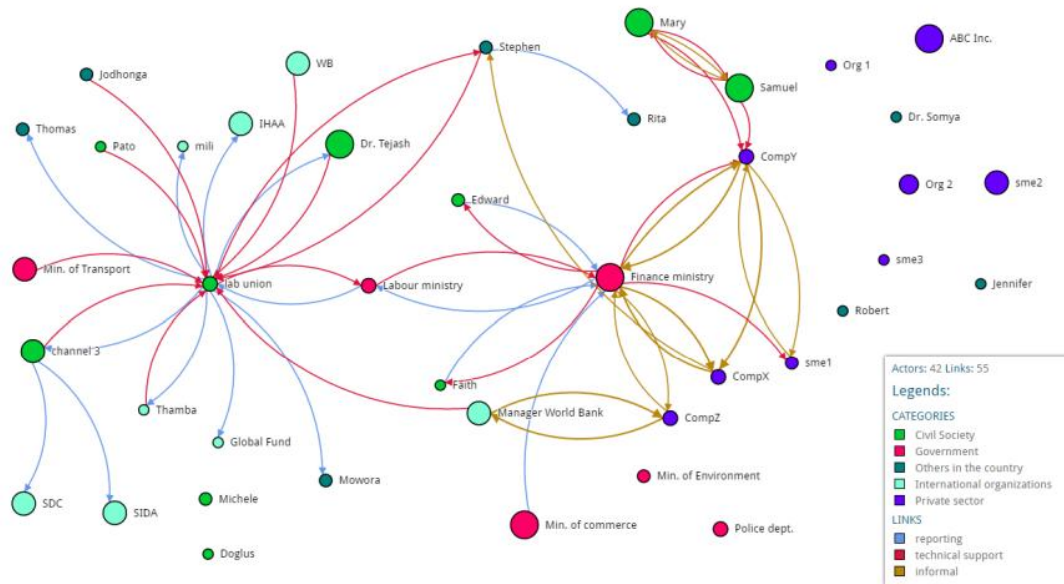 Mary
ABC Inc.
Stephen
WB
Org 1
Jodhonga
Samuel
Thomas
IHAA
Rita
Dr. Somya
Pato
mili
Dr. Tejash
CompY
Org 2
sme2
Edward
Min. of Transport
lab union
Labour ministry
Finance ministry
sme3
Jennifer
Robert
channel 3
sme1
CompX
Faith
Thamba
Manager World Bank
CompZ
Global Fund
Mowora
Min. of Environment
Michele
SDC
SIDA
Min. of commerce
Police dept.
Doglus
Actors: 42 Links: 55
Legends:
CATEGORIES
Civil Society
Government
Others in the country
International organizations
Private sector
LINKS
reporting
technical support
informal